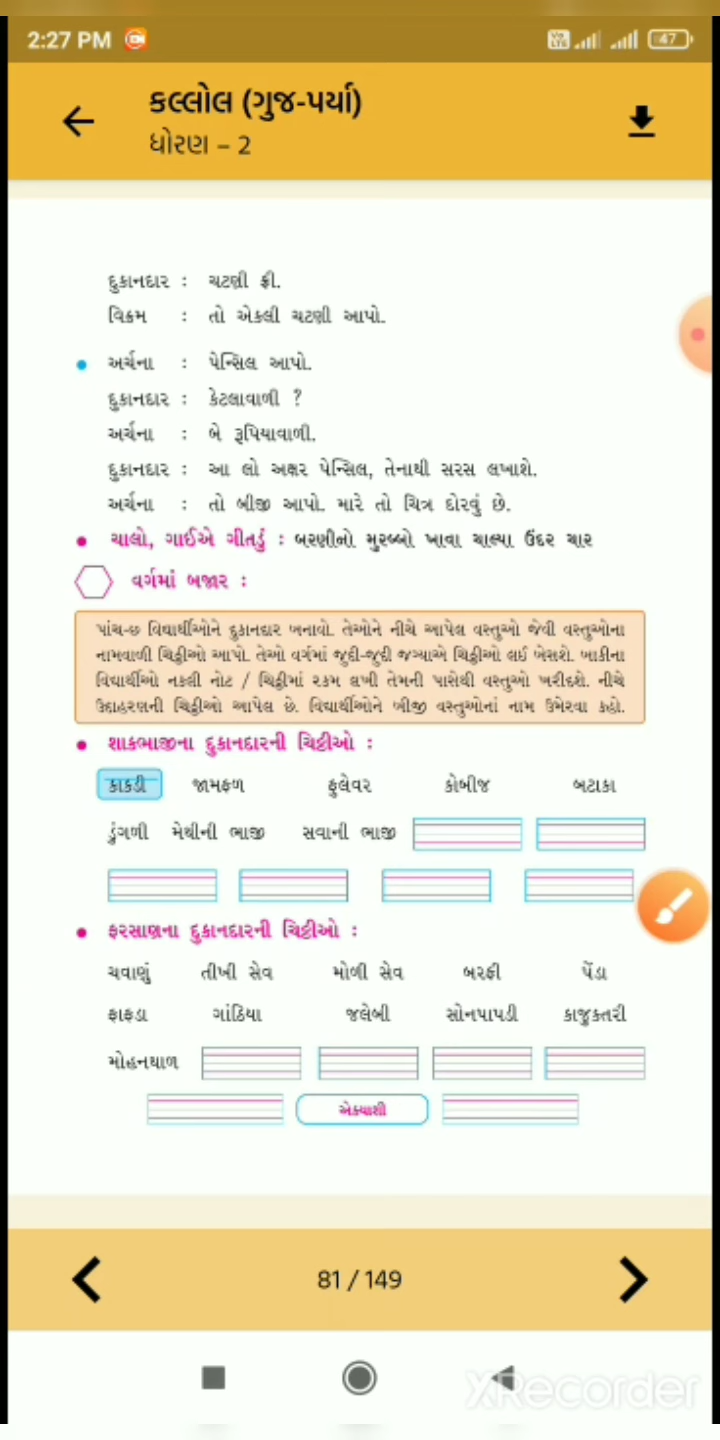 2:27 PM
Vo LTE 47
કલ્લોલ (ગુજ-પર્યા)
ધોરણ – 2
દુકાનદાર : ચટણી ફ્રી.
વિક્રમ : તો એકલી ચટણી આપો.
• અર્ચના : પેન્સિલ આપો.
દુકાનદાર : કેટલાવાળી ?
અર્ચના : બે રૂપિયાવાળી.
દુકાનદાર : આ લો અક્ષર પેન્સિલ, તેનાથી સરસ લખાશે.
અર્ચના : તો બીજી આપો. મારે તો ચિત્ર દોરવું છે.
• ચાલો, ગાઈએ ગીતડું : બરણીનો મુરબ્બો ખાવા ચાલ્યા ઉંદર ચાર
વર્ગમાં બજાર :
પાંચ-છ વિદ્યાર્થીઓને દુકાનદાર બનાવો. તેઓને નીચે આપેલ વસ્તુઓ જેવી વસ્તુઓના
નામવાળી ચિઠ્ઠીઓ આપો. તેઓ વર્ગમાં જુદી-જુદી જગ્યાએ ચિઠ્ઠીઓ લઈ બેસશે. બાકીના
વિદ્યાર્થીઓ નકલી નોટ / ચિઠ્ઠીમાં રકમ લખી તેમની પાસેથી વસ્તુઓ ખરીદશે. નીચે
ઉદાહરણની ચિઠ્ઠીઓ આપેલ છે. વિદ્યાર્થીઓને બીજી વસ્તુઓનાં નામ ઉમેરવા કહો.
• શાકભાજીના દુકાનદારની ચિઠ્ઠીઓ :
કાકડી જામફળ ફુલેવર કોબીજ બટાકા
ડુંગળી મેથીની ભાજી સવાની ભાજી
• ફરસાણના દુકાનદારની ચિઠ્ઠીઓ :
ચવાણું તીખી સેવ મોળી સેવ બરફી પેંડા
ફાફડા ગાંઠિયા જલેબી સોનપાપડી કાજુકતરી
મોહનથાળ
એક્યાશી
81 / 149
XRecorder